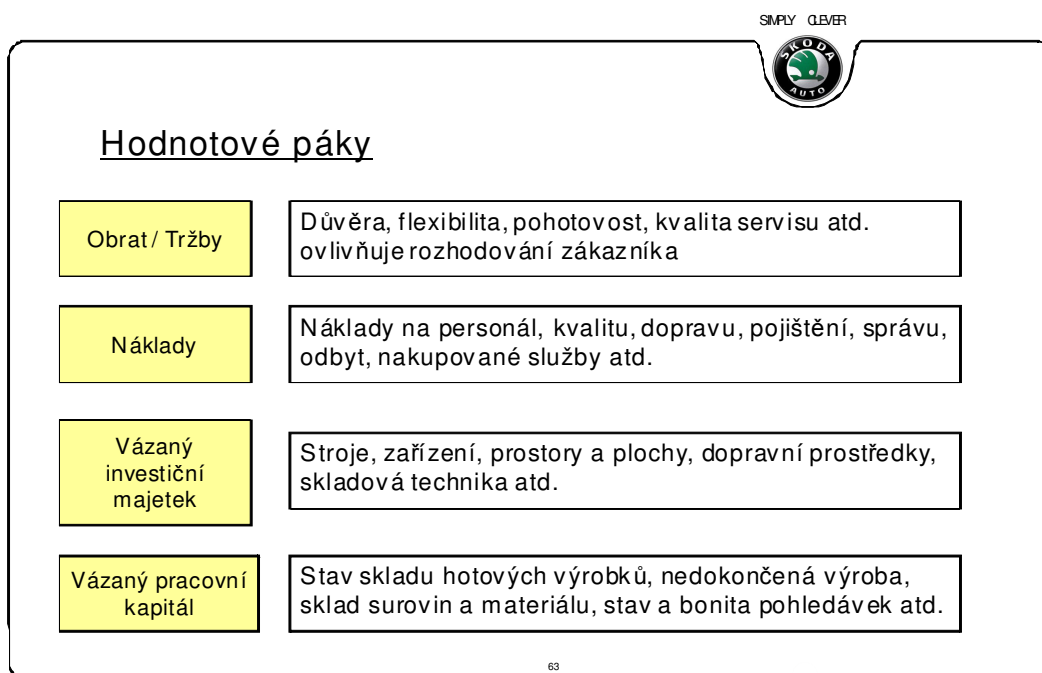 SIMPLY CLEVER
ŠKODA
AUTO
Hodnotové páky
Obrat / Tržby
Důvěra, flexibilita, pohotovost, kvalita servisu atd.
ovlivňuje rozhodování zákazníka
Náklady
Náklady na personál, kvalitu, dopravu, pojištění, správu,
odbyt, nakupované služby atd.
Vázaný
investiční
majetek
Stroje, zařízení, prostory a plochy, dopravní prostředky,
skladová technika atd.
Vázaný pracovní
kapitál
Stav skladu hotových výrobků, nedokončená výroba,
sklad surovin a materiálu, stav a bonita pohledávek atd.
63